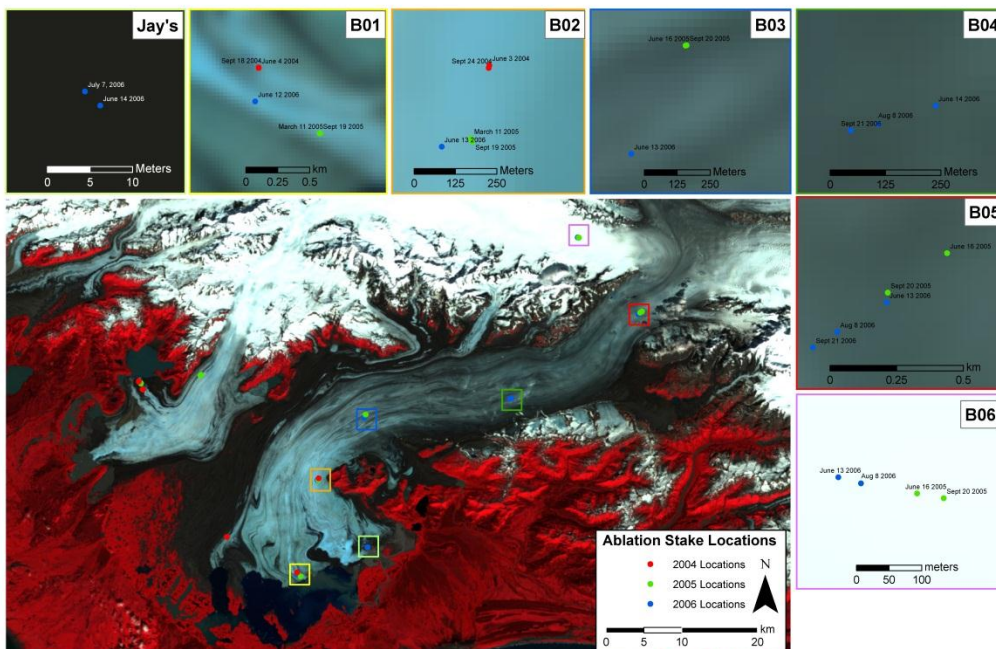 Jay's
July 7, 2006
June 14 2006
0 5 10 Meters
B01
Sept 18 2004 June 4 2004
June 12 2006
March 11 2005 Sept 19 2005
0 0.25 0.5 km
B02
Sept 24 2004 June 3 2004
March 11 2005
June 13 2006
Sept 19 2005
0 125 250 Meters
B03
June 16 2005 Sept 20 2005
June 13 2006
0 125 250 Meters
B04
June 14 2006
Aug 8 2006
Sept 21 2006
0 125 250 Meters
B05
June 16 2005
Sept 20 2005
June 13 2006
Aug 9 2006
Sept 21 2006
0 0.25 0.5 km
B06
June 13 2006
Aug 8 2006
June 16 2005
Sept 20 2005
0 50 100 meters
Ablation Stake Locations
2004 Locations
2005 Locations
2006 Locations
N
0 5 10 20 km